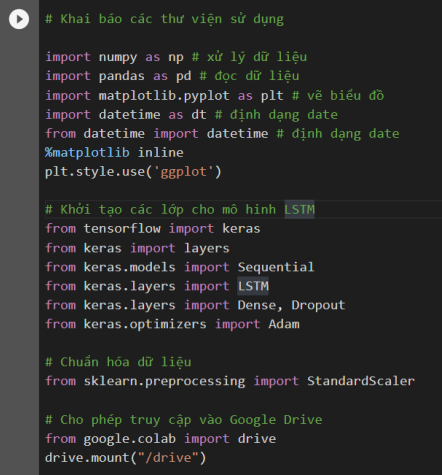 # Khai báo các thư viện sử dụng
import numpy as np # xử lý dữ liệu
import pandas as pd # đọc dữ liệu
import matplotlib.pyplot as plt # vẽ biểu đồ
import datetime as dt # định dạng date
from datetime import datetime # định dạng date
%matplotlib inline
plt.style.use('ggplot')
# Khởi tạo các lớp cho mô hình LSTM
from tensorflow import keras
from keras import layers
from keras.models import Sequential
from keras.layers import LSTM
from keras.layers import Dense, Dropout
from keras.optimizers import Adam
# Chuẩn hóa dữ liệu
from sklearn.preprocessing import StandardScaler
# Cho phép truy cập vào Google Drive
from google.colab import drive
drive.mount("/drive")